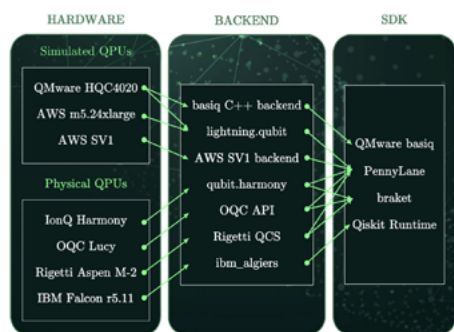 HARDWARE
BACKEND
SDK
Simulated QPUs
QMware HQC4020
AWS m5.24xlarge
AWS SV1
Physical QPUs
IonQ Harmony
OQC Lucy
Rigetti Aspen M-2
IBM Falcon r5.11
basiq C++ backend
lightning.qubit
AWS SV1 backend
qubit.harmony
OQC API
Rigetti QCS
ibm_algiers
QMware basiq
PennyLane
braket
Qiskit Runtime